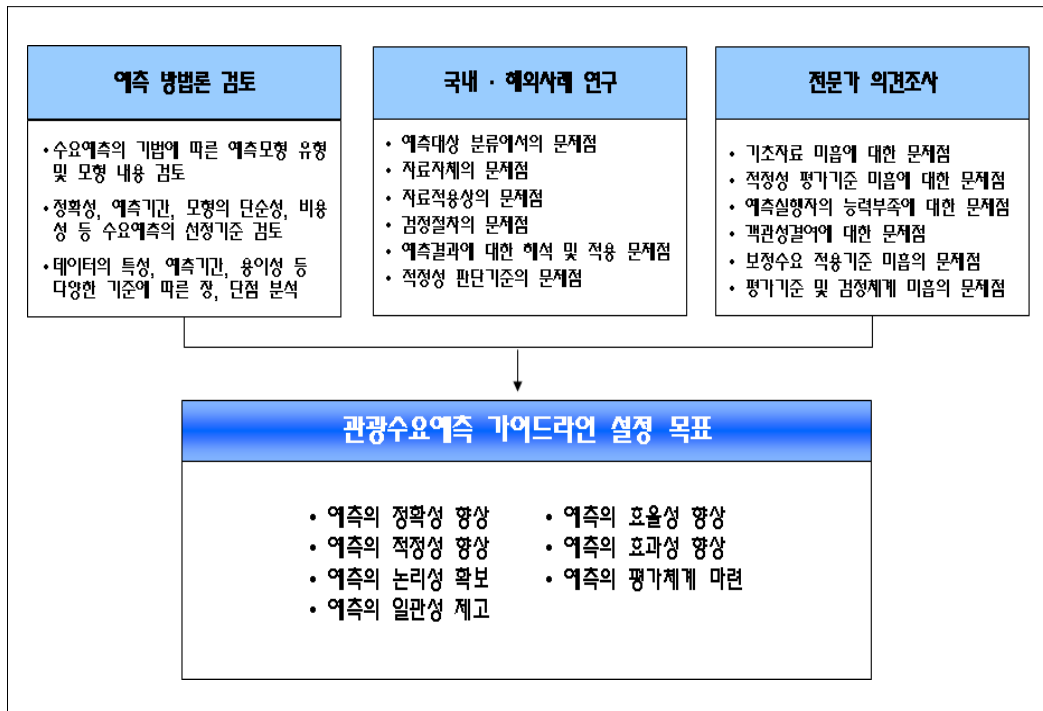 예측 방법론 검토
• 수요예측의 기법에 따른 예측모형 유형
및 모형 내용 검토
• 정확성, 예측기간, 모형의 단순성, 비용
성 등 수요예측의 선정기준 검토
• 데이터의 특성, 예측기간, 용이성 등
다양한 기준에 따른 장, 단점 분석
국내 · 해외사례 연구
• 예측대상 분류에서의 문제점
• 자료자체의 문제점
• 자료적용상의 문제점
• 검정절차의 문제점
• 예측결과에 대한 해석 및 적용 문제점
• 적정성 판단기준의 문제점
전문가 의견조사
• 기초자료 미흡에 대한 문제점
• 적정성 평가기준 미흡에 대한 문제점
• 예측실행자의 능력부족에 대한 문제점
• 객관성결여에 대한 문제점
• 보정수요 적용기준 미흡의 문제점
• 평가기준 및 검정체계 미흡의 문제점
관광수요예측 가이드라인 설정 목표
• 예측의 정확성 향상
• 예측의 적정성 향상
• 예측의 논리성 확보
• 예측의 일관성 제고
• 예측의 효율성 향상
• 예측의 효과성 향상
• 예측의 평가체계 마련